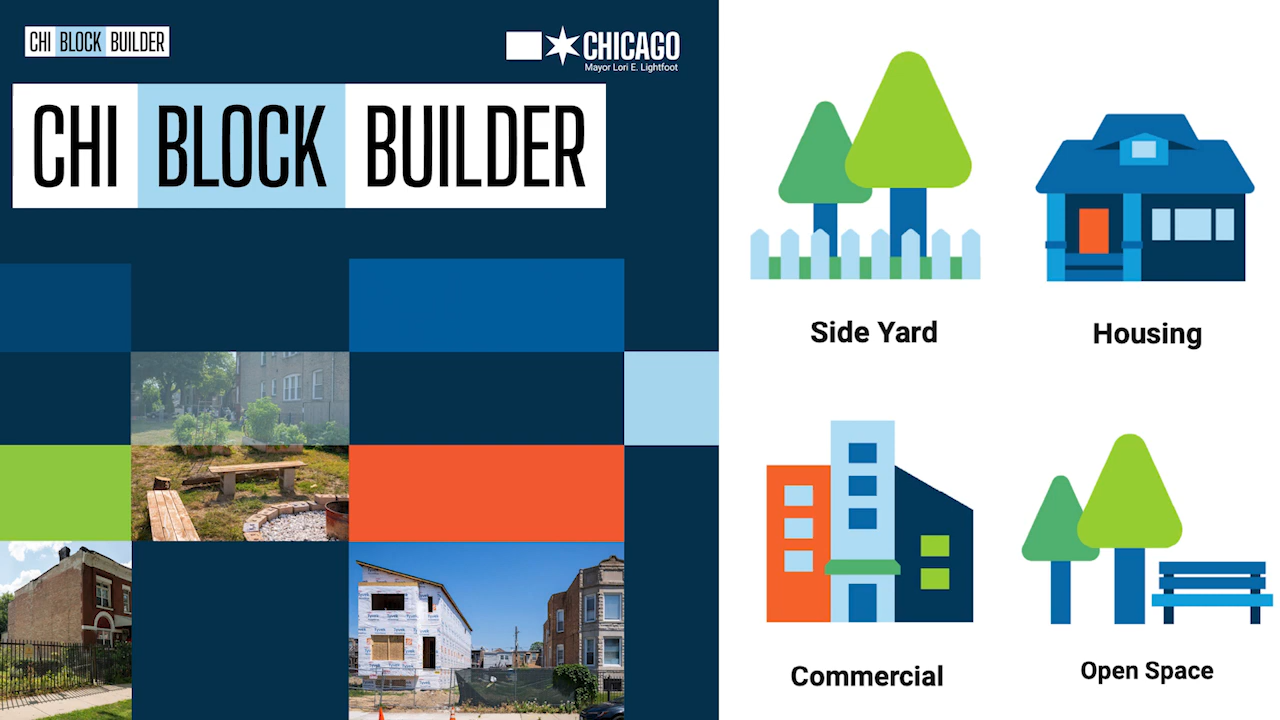 CHI BLOCK BUILDER
CHICAGO
Mayor Lori E. Lightfoot
CHI BLOCK BUILDER
Side Yard
Housing
Commercial
Open Space